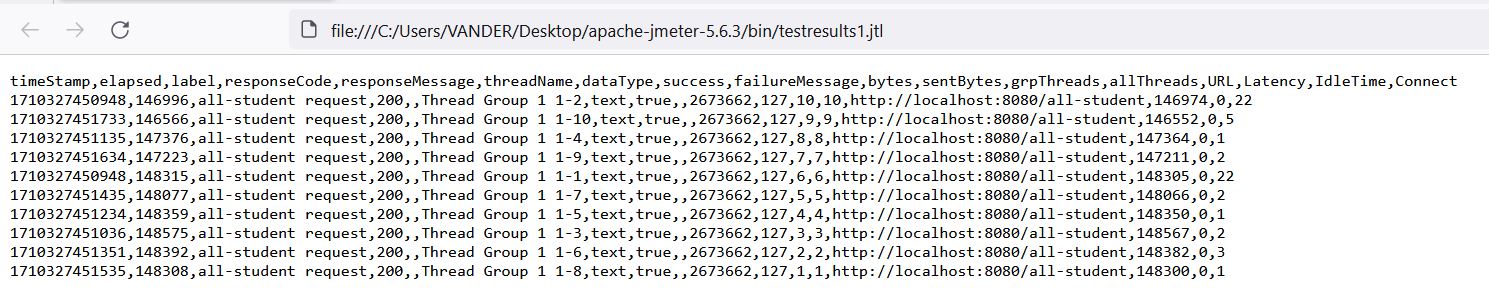 file:///C:/Users/VANDER/Desktop/apache-jmeter-5.6.3/bin/testresults1.jtl
timeStamp,elapsed,label,responseCode,responseMessage,threadName,dataType,success,failureMessage,bytes,sentBytes,grpThreads,allThreads,URL,Latency,IdleTime,Connect
1710327450948,146996,all-student request,200,,Thread Group 1 1-2,text,true,,2673662,127,10,10,http://localhost:8080/all-student,146974,0,22
1710327451733,146566,all-student request,200,,Thread Group 1 1-10,text,true,,2673662,127,9,9,http://localhost:8080/all-student,146552,0,5
1710327451135,147376,all-student request,200,,Thread Group 1 1-4,text,true,,2673662,127,8,8,http://localhost:8080/all-student,147364,0,1
1710327451634,147223,all-student request,200,,Thread Group 1 1-9,text,true,,2673662,127,7,7,http://localhost:8080/all-student,147211,0,2
1710327450948,148315,all-student request,200,,Thread Group 1 1-1,text,true,,2673662,127,6,6,http://localhost:8080/all-student,148305,0,22
1710327451435,148077,all-student request,200,,Thread Group 1 1-7,text,true,,2673662,127,5,5,http://localhost:8080/all-student,148066,0,2
1710327451234,148359,all-student request,200,,Thread Group 1 1-5,text,true,,2673662,127,4,4,http://localhost:8080/all-student,148350,0,1
1710327451036,148575,all-student request,200,,Thread Group 1 1-3,text,true,,2673662,127,3,3,http://localhost:8080/all-student,148567,0,2
1710327451351,148392,all-student request,200,,Thread Group 1 1-6,text,true,,2673662,127,2,2,http://localhost:8080/all-student,148382,0,3
1710327451535,148308,all-student request,200,,Thread Group 1 1-8,text,true,,2673662,127,1,1,http://localhost:8080/all-student,148300,0,1